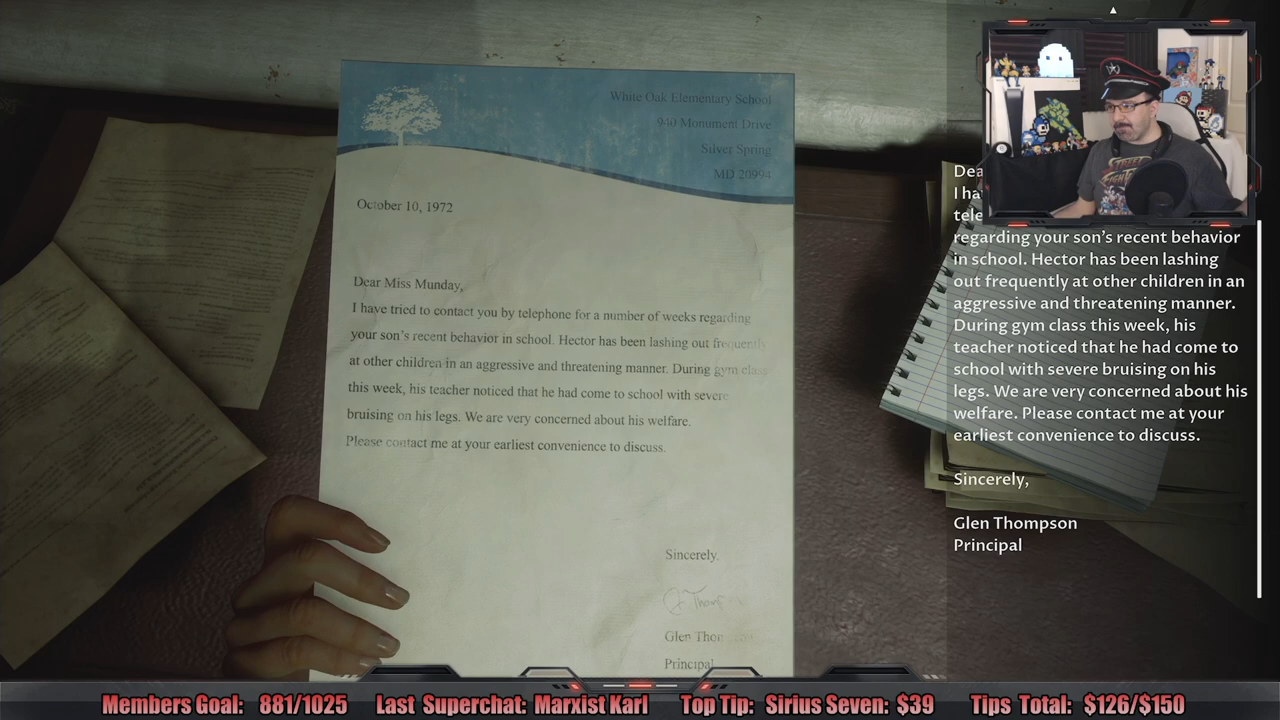 White Oak Elementary School
940 Monument Drive
Silver Spring
MD 20994
October 10, 1972
Dear Miss Munday,
I have tried to contact you by telephone for a number of weeks regarding
your son's recent behavior in school. Hector has been lashing out frequently
at other children in an aggressive and threatening manner. During gym class
this week, his teacher noticed that he had come to school with severe
bruising on his legs. We are very concerned about his welfare.
Please contact me at your earliest convenience to discuss.
Sincerely,
Glen Thompson
Principal
regarding your son's recent behavior
in school. Hector has been lashing
out frequently at other children in an
aggressive and threatening manner.
During gym class this week, his
teacher noticed that he had come to
school with severe bruising on his
legs. We are very concerned about his
welfare. Please contact me at your
earliest convenience to discuss.
Sincerely,
Glen Thompson
Principal
Members Goal: 881/1025 Last Superchat: Marxist Karl Top Tip: Sirius Seven: $39 Tips Total: $126/$150